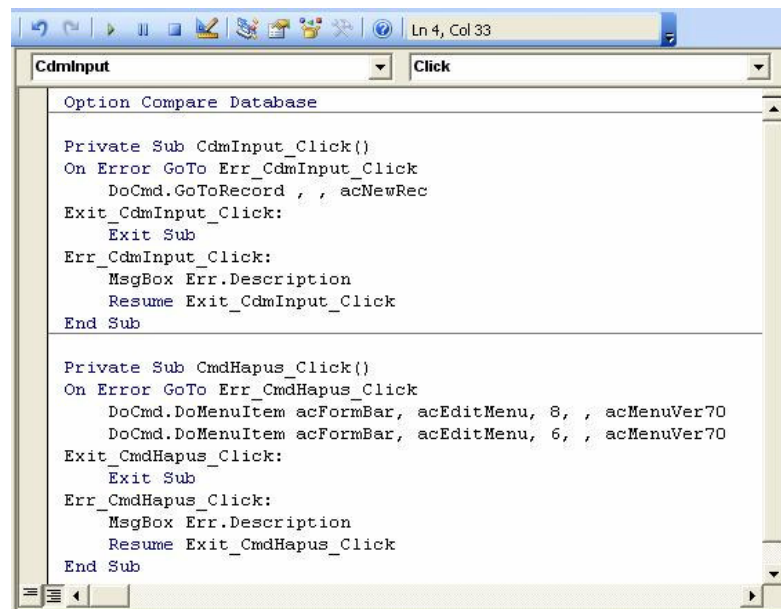 Ln 4, Col 33
CdmInput Click
Option Compare Database
Private Sub CdmInput_Click()
On Error GoTo Err_CdmInput_Click
DoCmd.GoToRecord , , acNewRec
Exit_CdmInput_Click:
Exit Sub
Err_CdmInput_Click:
MsgBox Err.Description
Resume Exit_CdmInput_Click
End Sub
Private Sub CmdHapus_Click()
On Error GoTo Err_CmdHapus_Click
DoCmd.DoMenuItem acFormBar, acEditMenu, 8, , acMenuVer70
DoCmd.DoMenuItem acFormBar, acEditMenu, 6, , acMenuVer70
Exit_CmdHapus_Click:
Exit Sub
Err_CmdHapus_Click:
MsgBox Err.Description
Resume Exit_CmdHapus_Click
End Sub